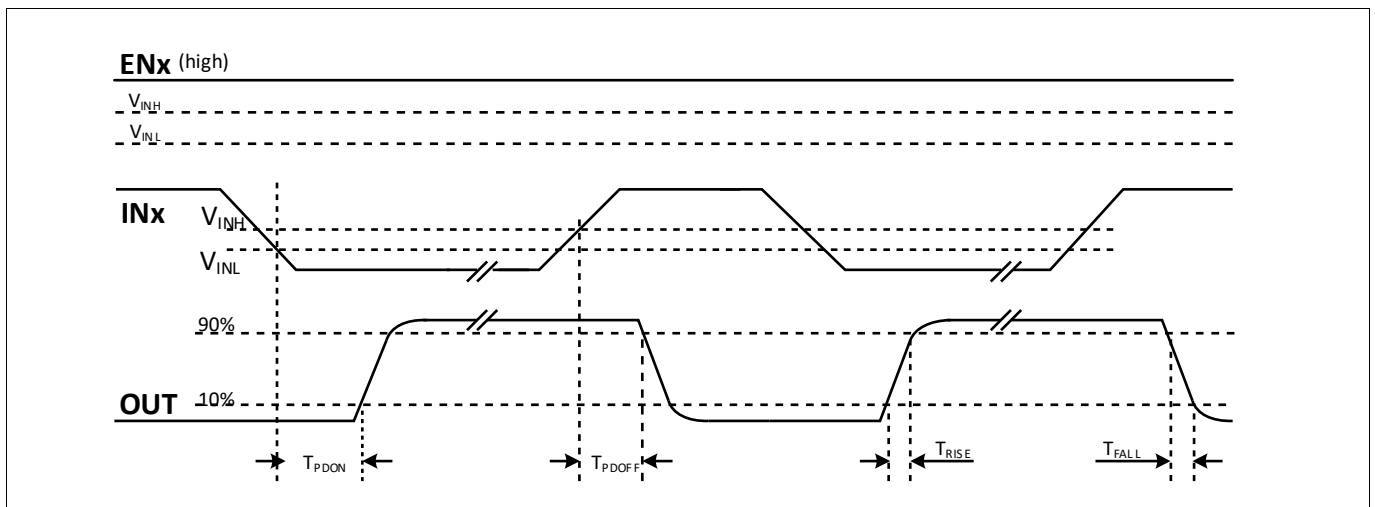 ENx (high)
VINH
VINL
INx
VINH
VINL
90%
OUT
10%
TPDON
TPDOFF
TRISE
TFALL